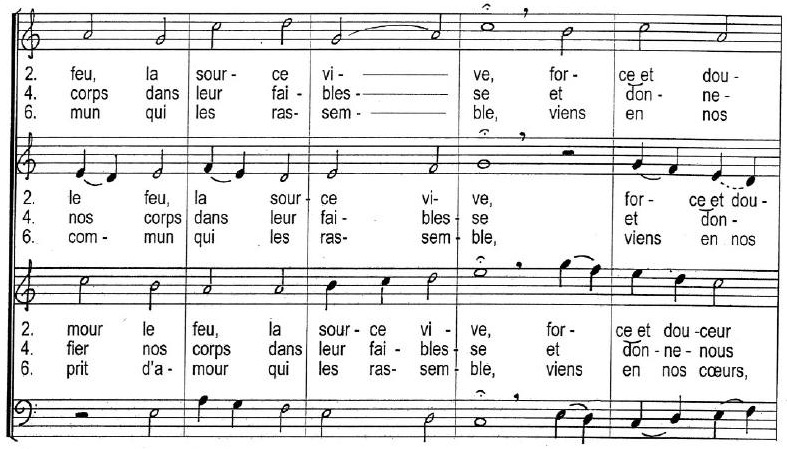 2. feu, la sour - ce vi - ve, for - ce et dou -
4. corps dans leur fai - bles - se et don - ne -
6. mun qui les ras- sem - ble, viens en nos
2. le feu, la sour - ce vi- ve, for - ce et dou -
4. nos corps dans leur fai - bles - se et don -
6. com - mun qui les ras- sem - ble, viens en nos
2. mour le feu, la sour - ce vi - ve, for - ce et dou -ceur
4. fier nos corps dans leur fai - bles - se et don - ne - nous
6. prit d'a - mour qui les ras- sem - ble, viens en nos cœurs,